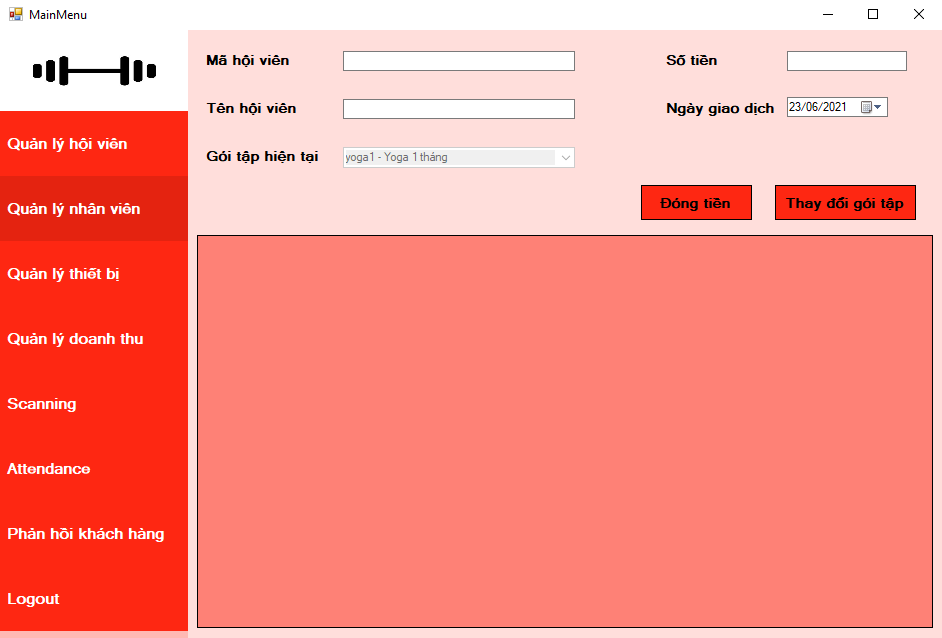 MainMenu
Quản lý hội viên
Quản lý nhân viên
Quản lý thiết bị
Quản lý doanh thu
Scanning
Attendance
Phản hồi khách hàng
Logout
Mã hội viên
Số tiền
Tên hội viên
Ngày giao dịch
23/06/2021
Gói tập hiện tại
yoga1 - Yoga 1 tháng
Đóng tiền
Thay đổi gói tập